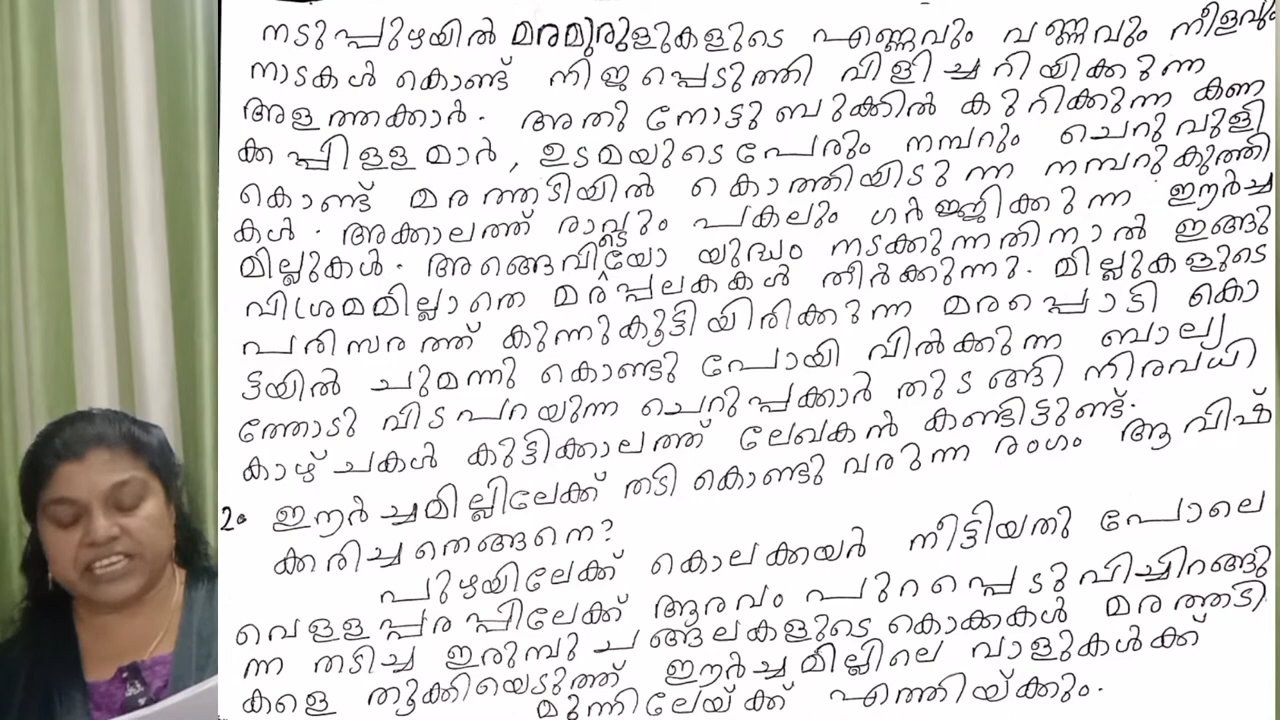 നടുപ്പുഴയിൽ മരമുരുളുകളുടെ എണ്ണവും വണ്ണവും നീളവും
നാടകൾ കൊണ്ട് നിജപ്പെടുത്തി വിളിച്ചറിയിക്കുന്ന
അളത്തക്കാർ. അതു നോട്ടുബുക്കിൽ കുറിക്കുന്ന കണ
ക്കപ്പിള്ളമാർ, ഉടമയുടെ പേരും നമ്പറും ചെറുവുളി
കൊണ്ട് മരത്തടിയിൽ കൊത്തിയിടുന്ന നമ്പറുകുത്തി
കൾ. അക്കാലത്ത് രാവും പകലും ഗർജ്ജിക്കുന്ന ഈർച്ച
മില്ലുകൾ. അങ്ങെവിടെയോ യുദ്ധം നടക്കുന്നതിനാൽ ഇങ്ങു
വിശ്രമമില്ലാതെ മരപ്പലകകൾ തീർക്കുന്നു. മില്ലുകളുടെ
പരിസരത്ത് കുന്നുകൂട്ടിയിരിക്കുന്ന മരപ്പൊടി കൊ
ട്ടയിൽ ചുമന്നു കൊണ്ടു പോയി വിൽക്കുന്ന ബാല്യ
ത്തോടു വിടപറയുന്ന ചെറുപ്പക്കാർ തുടങ്ങി നിരവധി
കാഴ്ചകൾ കുട്ടിക്കാലത്ത് ലേഖകൻ കണ്ടിട്ടുണ്ട്.
2. ഈർച്ചമില്ലിലേക്ക് തടി കൊണ്ടു വരുന്ന രംഗം ആവിഷ്
ക്കരിച്ചതെങ്ങനെ?
പുഴയിലേക്ക് കൊലക്കയർ നീട്ടിയതു പോലെ
വെള്ളപ്പരപ്പിലേക്ക് ആരവം പുറപ്പെടുവിച്ചിറങ്ങു
ന്ന തടിച്ച ഇരുമ്പു ചങ്ങലകളുടെ കൊക്കകൾ മരത്തടി
കളെ തൂക്കിയെടുത്ത് ഈർച്ചമില്ലിലെ വാളുകൾക്ക്
മുന്നിലേയ്ക്ക് എത്തിയ്ക്കും.